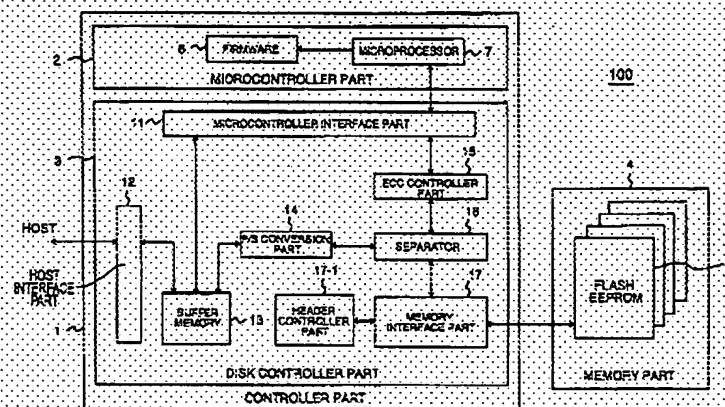 6 FIRMWARE
MICROPROCESSOR 7
2
MICROCONTROLLER PART
100
11 MICROCONTROLLER INTERFACE PART
3
15
ECC CONTROLLER
PART
4
12
14
16
HOST
P/S CONVERSION
PART
SEPARATOR
HOST
INTERFACE
PART
17-1
17
FLASH
EEPROM
BUFFER
MEMORY
13
HEADER
CONTROLLER
PART
MEMORY
INTERFACE PART
1
DISK CONTROLLER PART
MEMORY PART
CONTROLLER PART